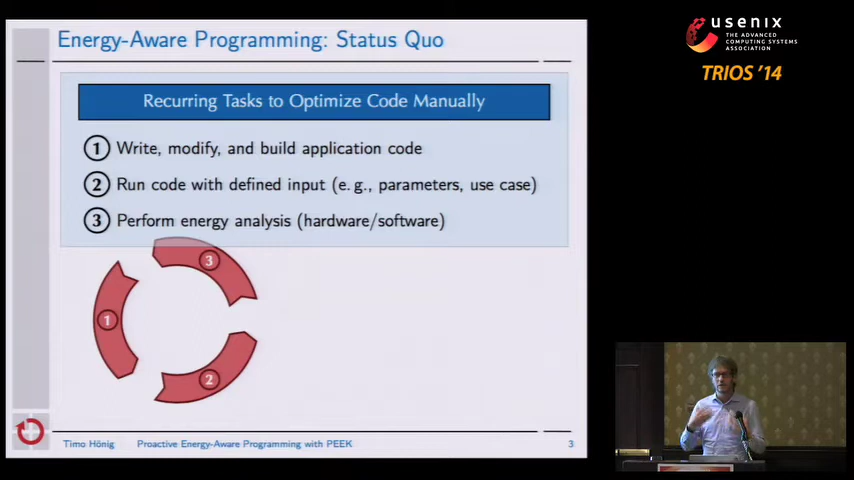 Energy-Aware Programming: Status Quo
Recurring Tasks to Optimize Code Manually
1 Write, modify, and build application code
2 Run code with defined input (e. g., parameters, use case)
3 Perform energy analysis (hardware/software)
3
1
2
Timo Hönig Proactive Energy-Aware Programming with PEEK 3
usenix
THE ADVANCED
COMPUTING SYSTEMS
ASSOCIATION
TRIOS '14